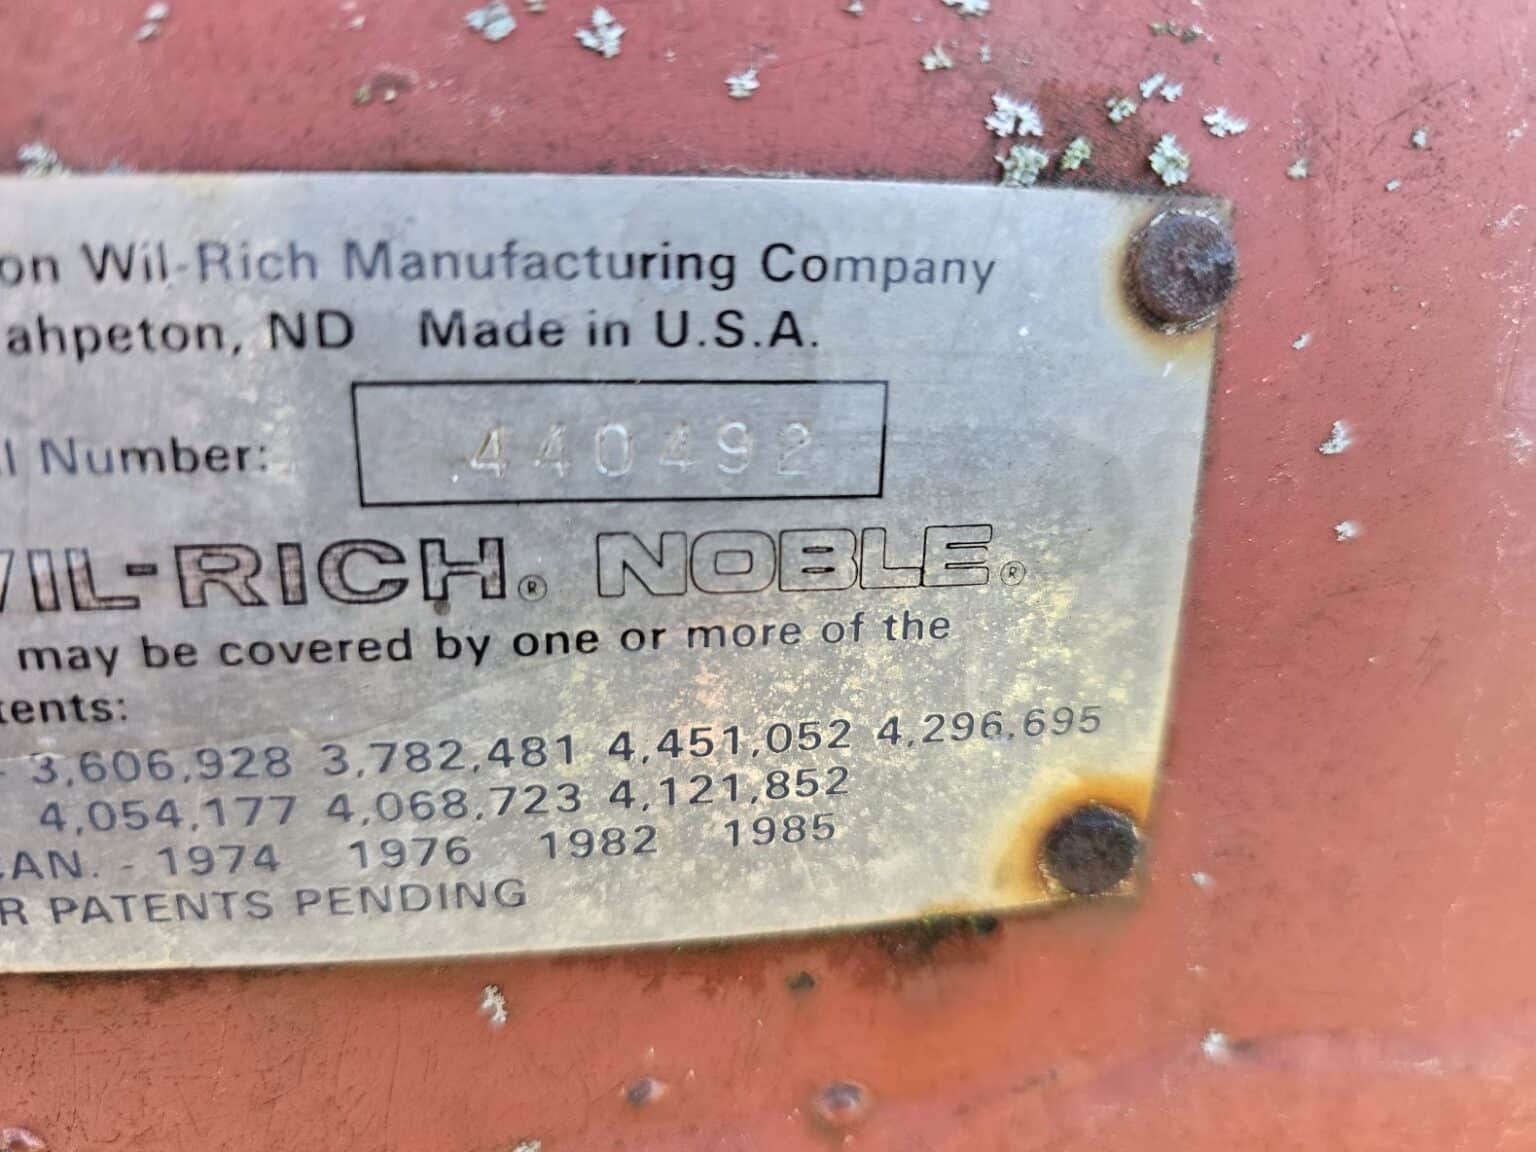 on Wil-Rich Manufacturing Company
ahpeton, ND Made in U.S.A.
l Number: 440492
WIL-RICH® NOBLE®
may be covered by one or more of the
tents:
- 3,606,928 3,782,481 4,451,052 4,296,695
4,054,177 4,068,723 4,121,852
CAN. - 1974 1976 1982 1985
R PATENTS PENDING